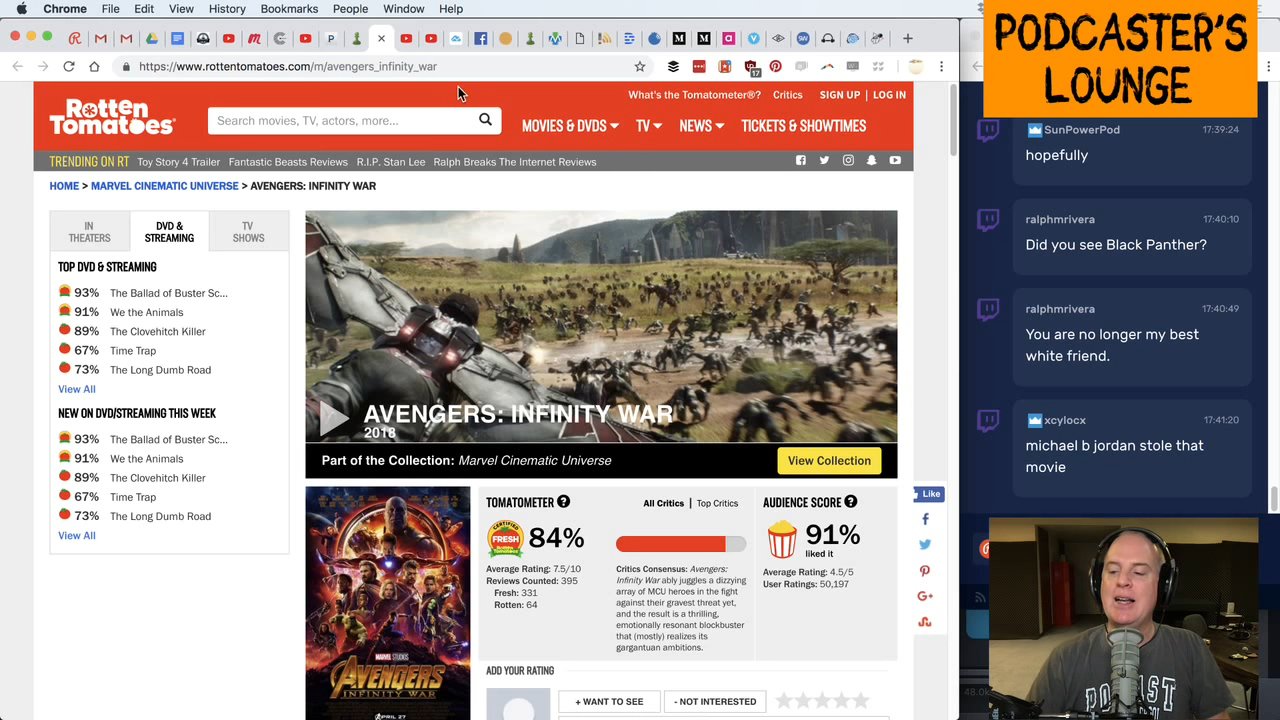 Chrome File Edit View History Bookmarks People Window Help
https://www.rottentomatoes.com/m/avengers_infinity_war
17
PODCASTER'S
LOUNGE
What's the Tomatometer®? Critics SIGN UP | LOG IN
Rotten
Tomatoes
Search movies, TV, actors, more...
MOVIES & DVDS TV NEWS TICKETS & SHOWTIMES
TRENDING ON RT Toy Story 4 Trailer Fantastic Beasts Reviews R.I.P. Stan Lee Ralph Breaks The Internet Reviews
HOME > MARVEL CINEMATIC UNIVERSE > AVENGERS: INFINITY WAR
IN
THEATERS
DVD &
STREAMING
TV
SHOWS
TOP DVD & STREAMING
93% The Ballad of Buster Sc...
91% We the Animals
89% The Clovehitch Killer
67% Time Trap
73% The Long Dumb Road
View All
NEW ON DVD/STREAMING THIS WEEK
93% The Ballad of Buster Sc...
91% We the Animals
89% The Clovehitch Killer
67% Time Trap
73% The Long Dumb Road
View All
AVENGERS: INFINITY WAR
2018
Part of the Collection: Marvel Cinematic Universe
View Collection
MARVEL STUDIOS
AVENGERS
INFINITY WAR
APRIL 27
TOMATOMETER
All Critics | Top Critics
CERTIFIED
FRESH
84%
Average Rating: 7.5/10
Reviews Counted: 395
Fresh: 331
Rotten: 64
Critics Consensus: Avengers:
Infinity War ably juggles a dizzying
array of MCU heroes in the fight
against their gravest threat yet,
and the result is a thrilling,
emotionally resonant blockbuster
that (mostly) realizes its
gargantuan ambitions.
AUDIENCE SCORE
91%
liked it
Average Rating: 4.5/5
User Ratings: 50,197
ADD YOUR RATING
+ WANT TO SEE
- NOT INTERESTED
Like
G+
SunPowerPod 17:39:24
hopefully
ralphmrivera 17:40:10
Did you see Black Panther?
ralphmrivera 17:40:49
You are no longer my best
white friend.
xcylocx 17:41:20
michael b jordan stole that
movie
48.0k